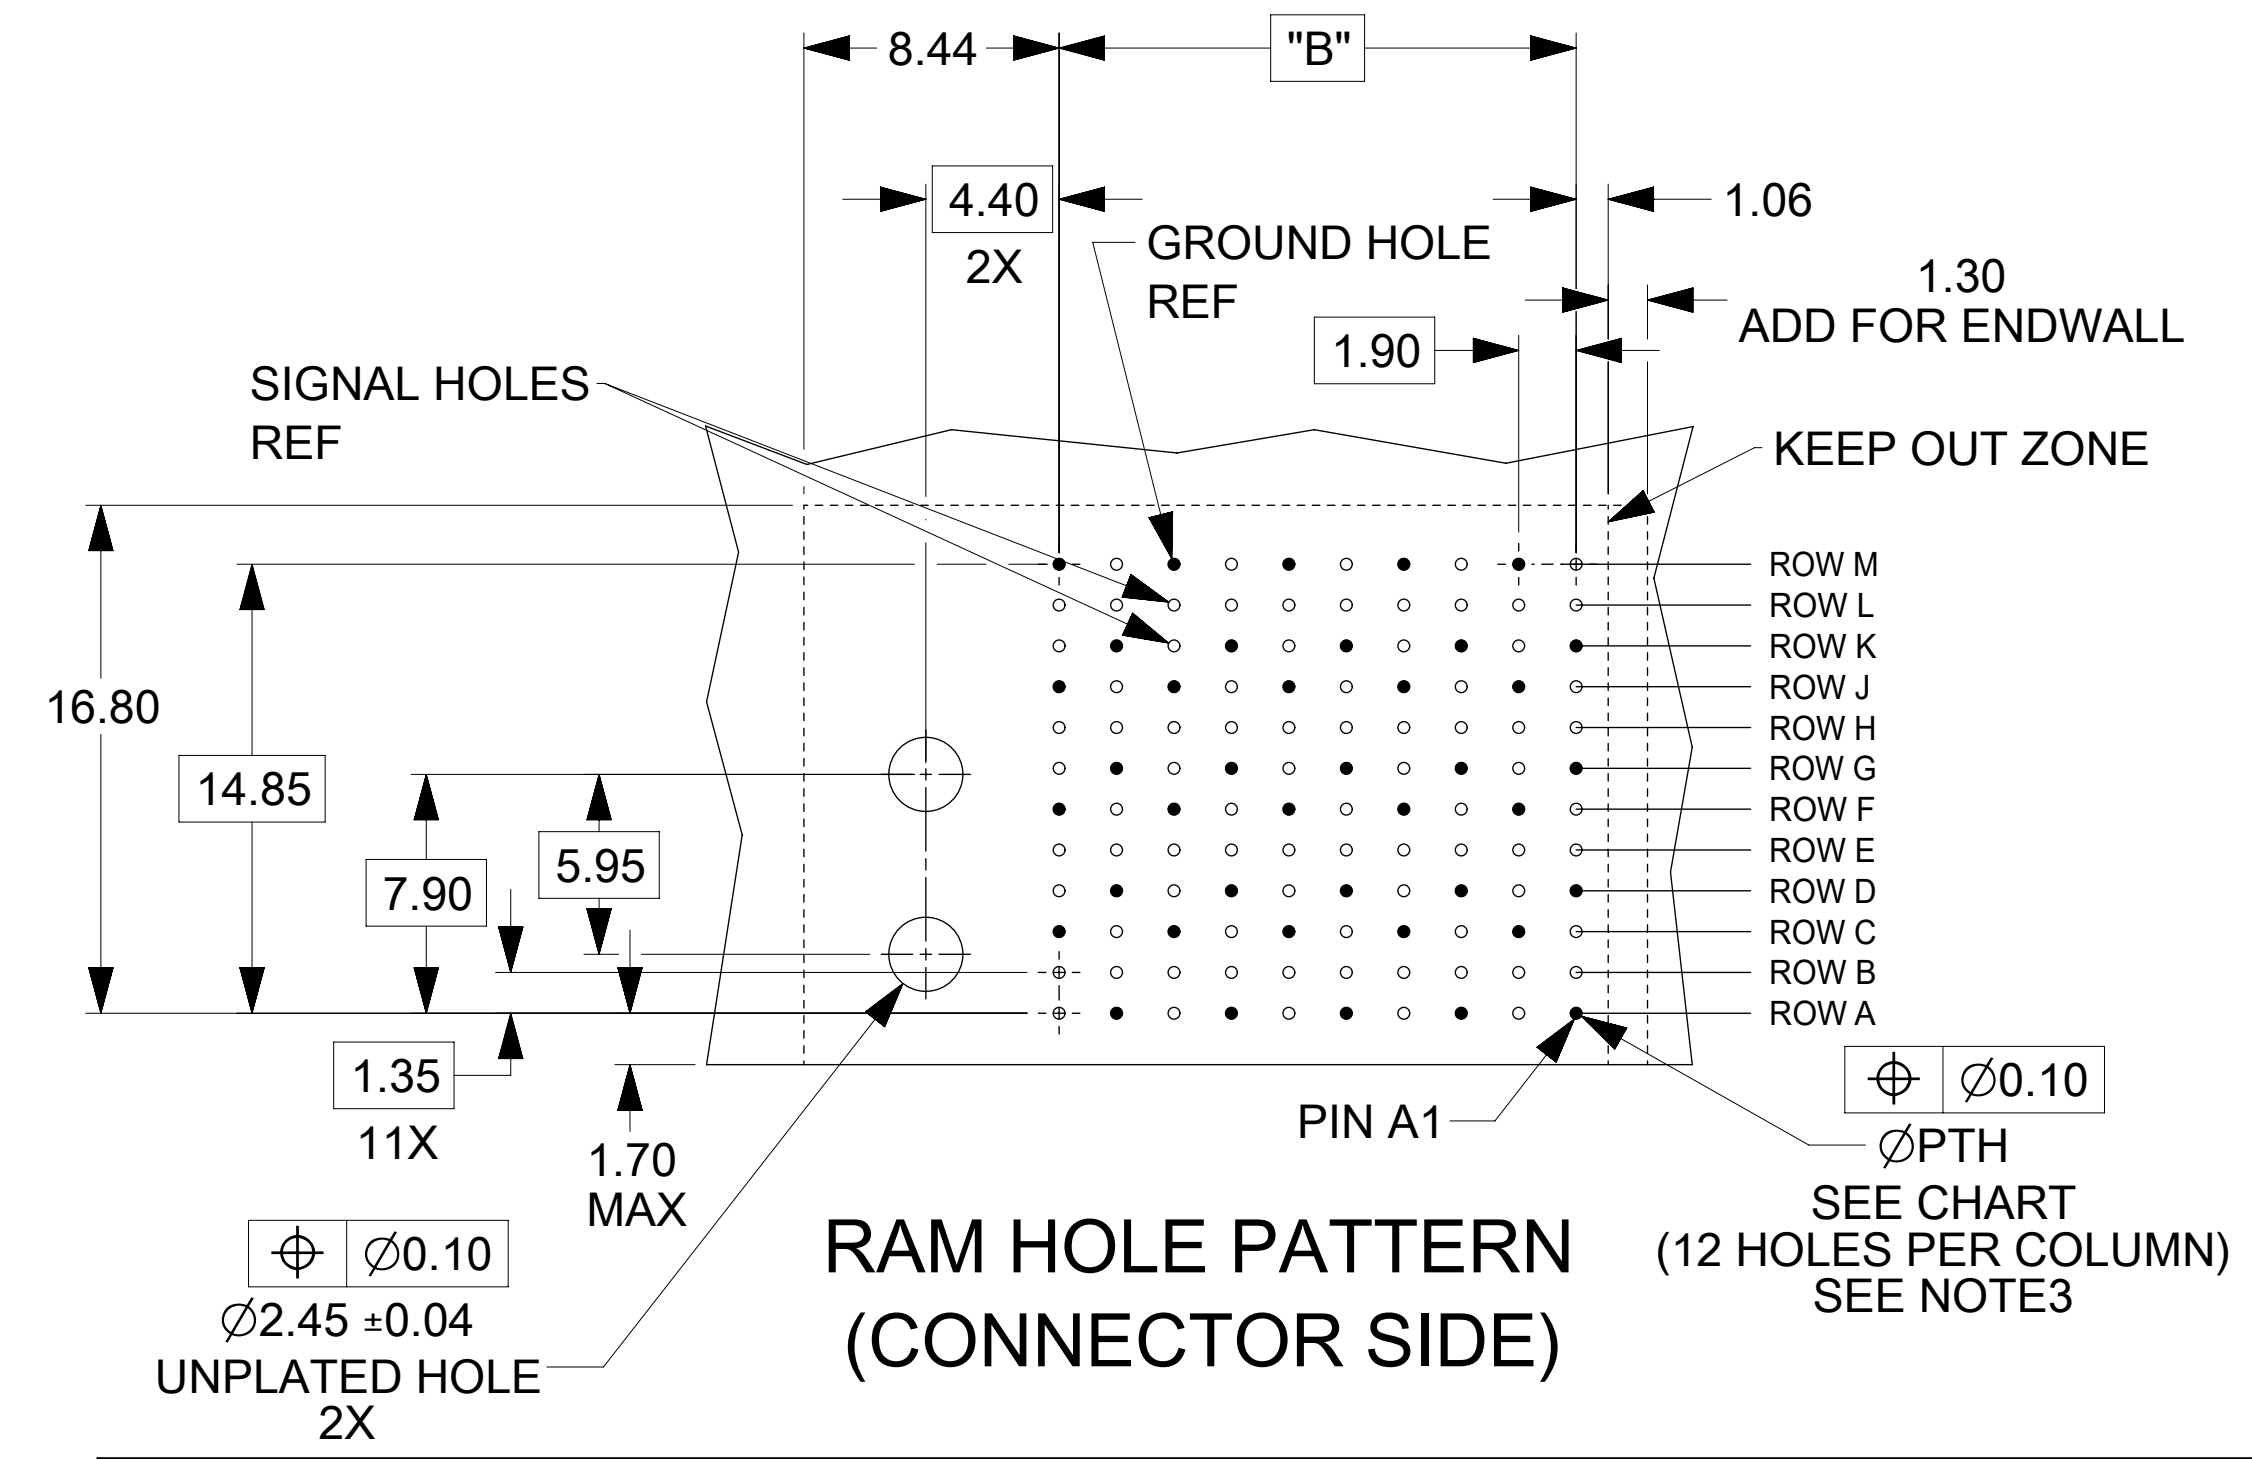 8.44
"B"
4.40
2X
1.06
GROUND HOLE
REF
1.30
ADD FOR ENDWALL
1.90
SIGNAL HOLES
REF
KEEP OUT ZONE
ROW M
ROW L
ROW K
ROW J
ROW H
ROW G
ROW F
ROW E
ROW D
ROW C
ROW B
ROW A
16.80
14.85
7.90
5.95
1.35
11X
1.70
MAX
PIN A1
⌖ ∅0.10
∅PTH
SEE CHART
(12 HOLES PER COLUMN)
SEE NOTE3
⌖ ∅0.10
∅2.45 ±0.04
UNPLATED HOLE
2X
RAM HOLE PATTERN
(CONNECTOR SIDE)